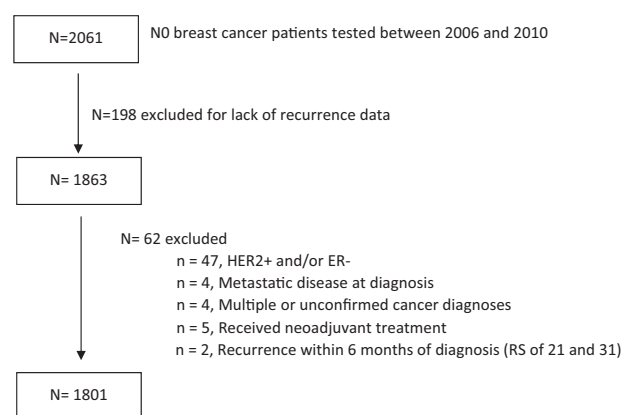 N=2061
N0 breast cancer patients tested between 2006 and 2010
N=198 excluded for lack of recurrence data
N= 1863
N= 62 excluded
n = 47, HER2+ and/or ER-
n = 4, Metastatic disease at diagnosis
n = 4, Multiple or unconfirmed cancer diagnoses
n = 5, Received neoadjuvant treatment
n = 2, Recurrence within 6 months of diagnosis (RS of 21 and 31)
N= 1801